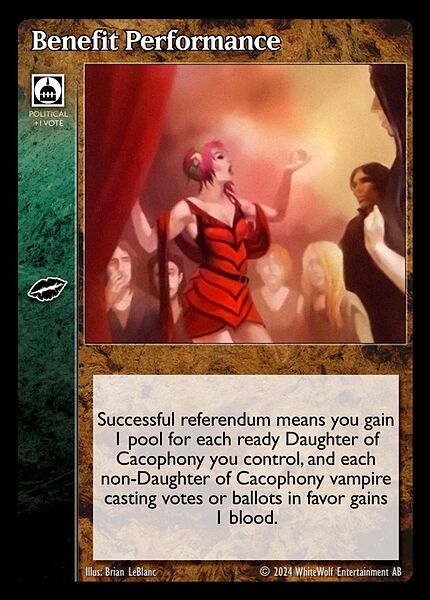 Benefit Performance
POLITICAL
+1 VOTE
Successful referendum means you gain
1 pool for each ready Daughter of
Cacophony you control, and each
non-Daughter of Cacophony vampire
casting votes or ballots in favor gains
1 blood.
Illus: Brian LeBlanc
© 2024 WhiteWolf Entertainment AB